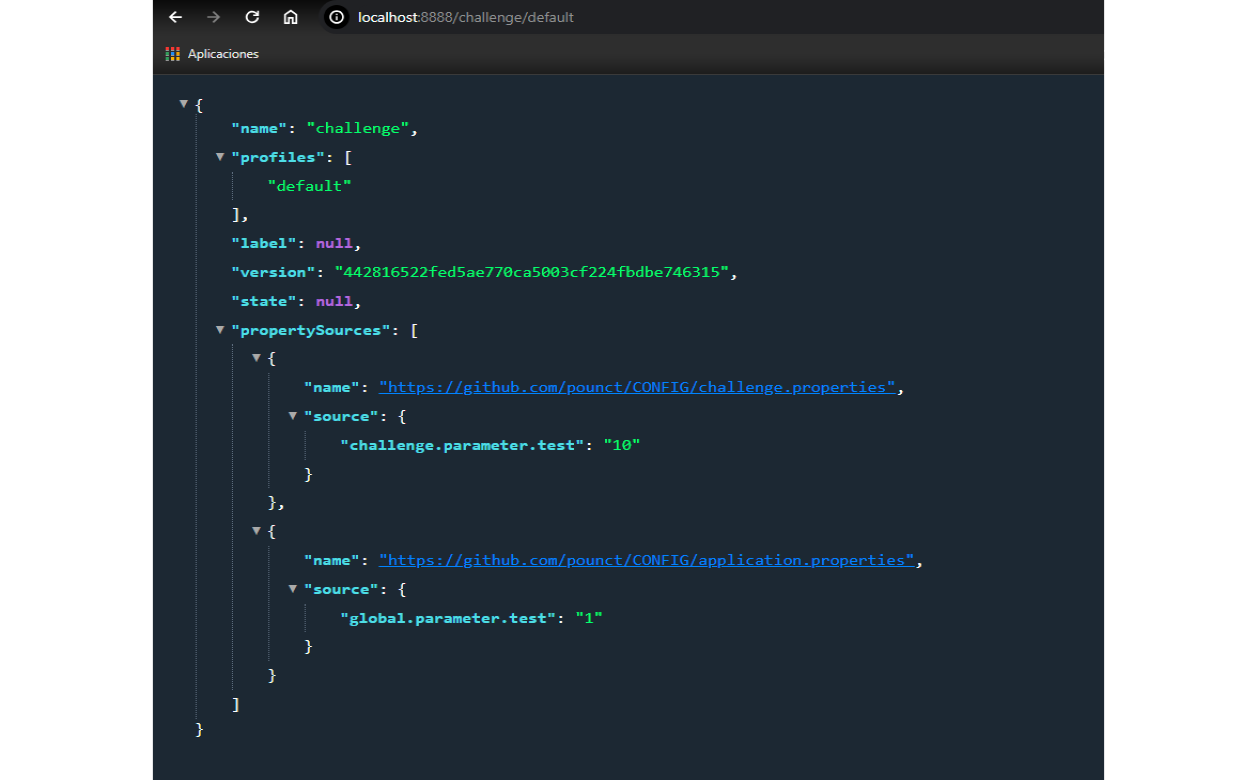 localhost:8888/challenge/default
Aplicaciones
{
"name": "challenge",
"profiles": [
"default"
],
"label": null,
"version": "442816522fed5ae770ca5003cf224fbdbe746315",
"state": null,
"propertySources": [
{
"name": "https://github.com/pounct/CONFIG/challenge.properties",
"source": {
"challenge.parameter.test": "10"
}
},
{
"name": "https://github.com/pounct/CONFIG/application.properties",
"source": {
"global.parameter.test": "1"
}
}
]
}